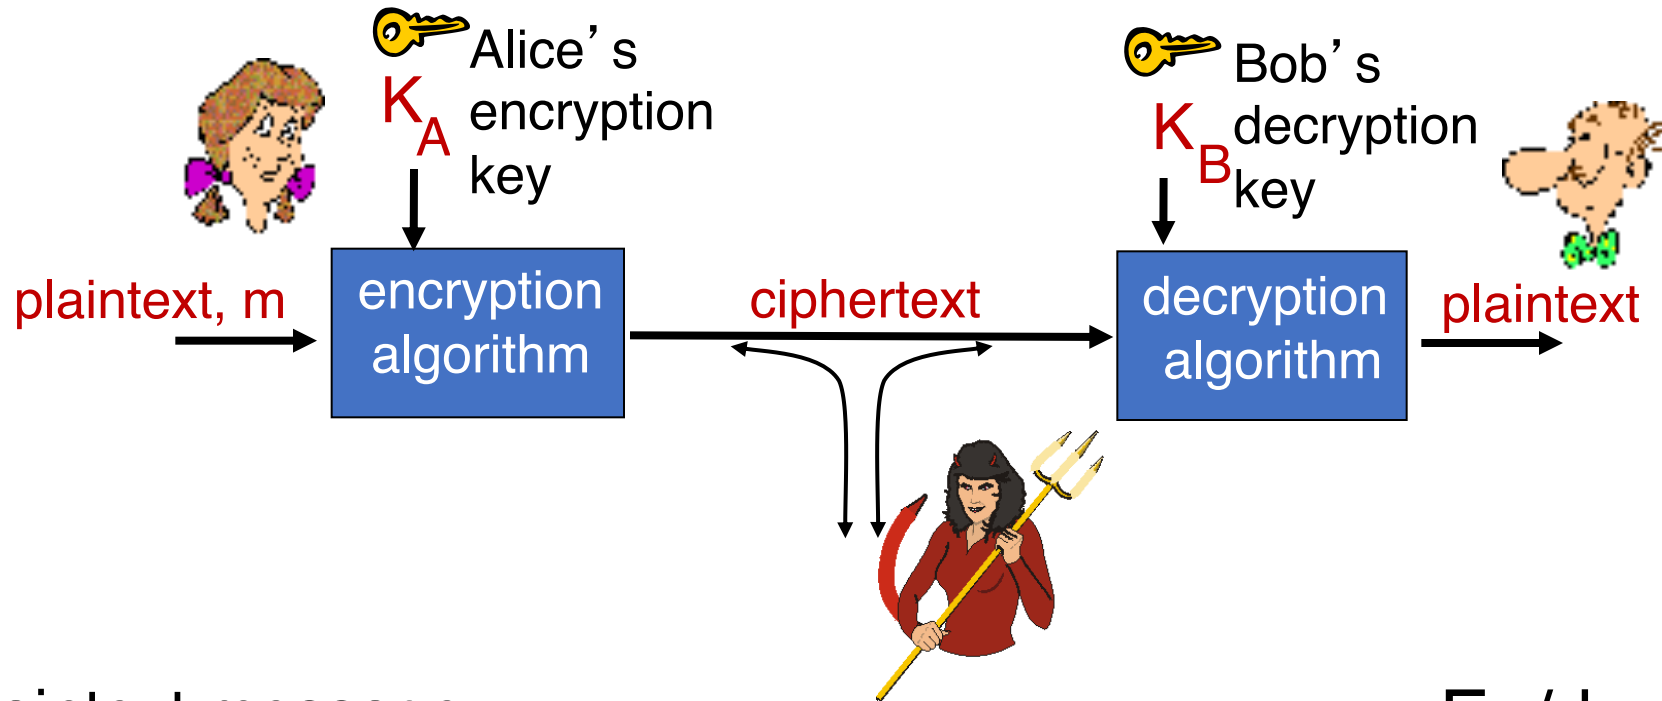 Alice's
encryption
key
K
A
Bob's
decryption
key
K
B
plaintext, m
encryption
algorithm
ciphertext
decryption
algorithm
plaintext